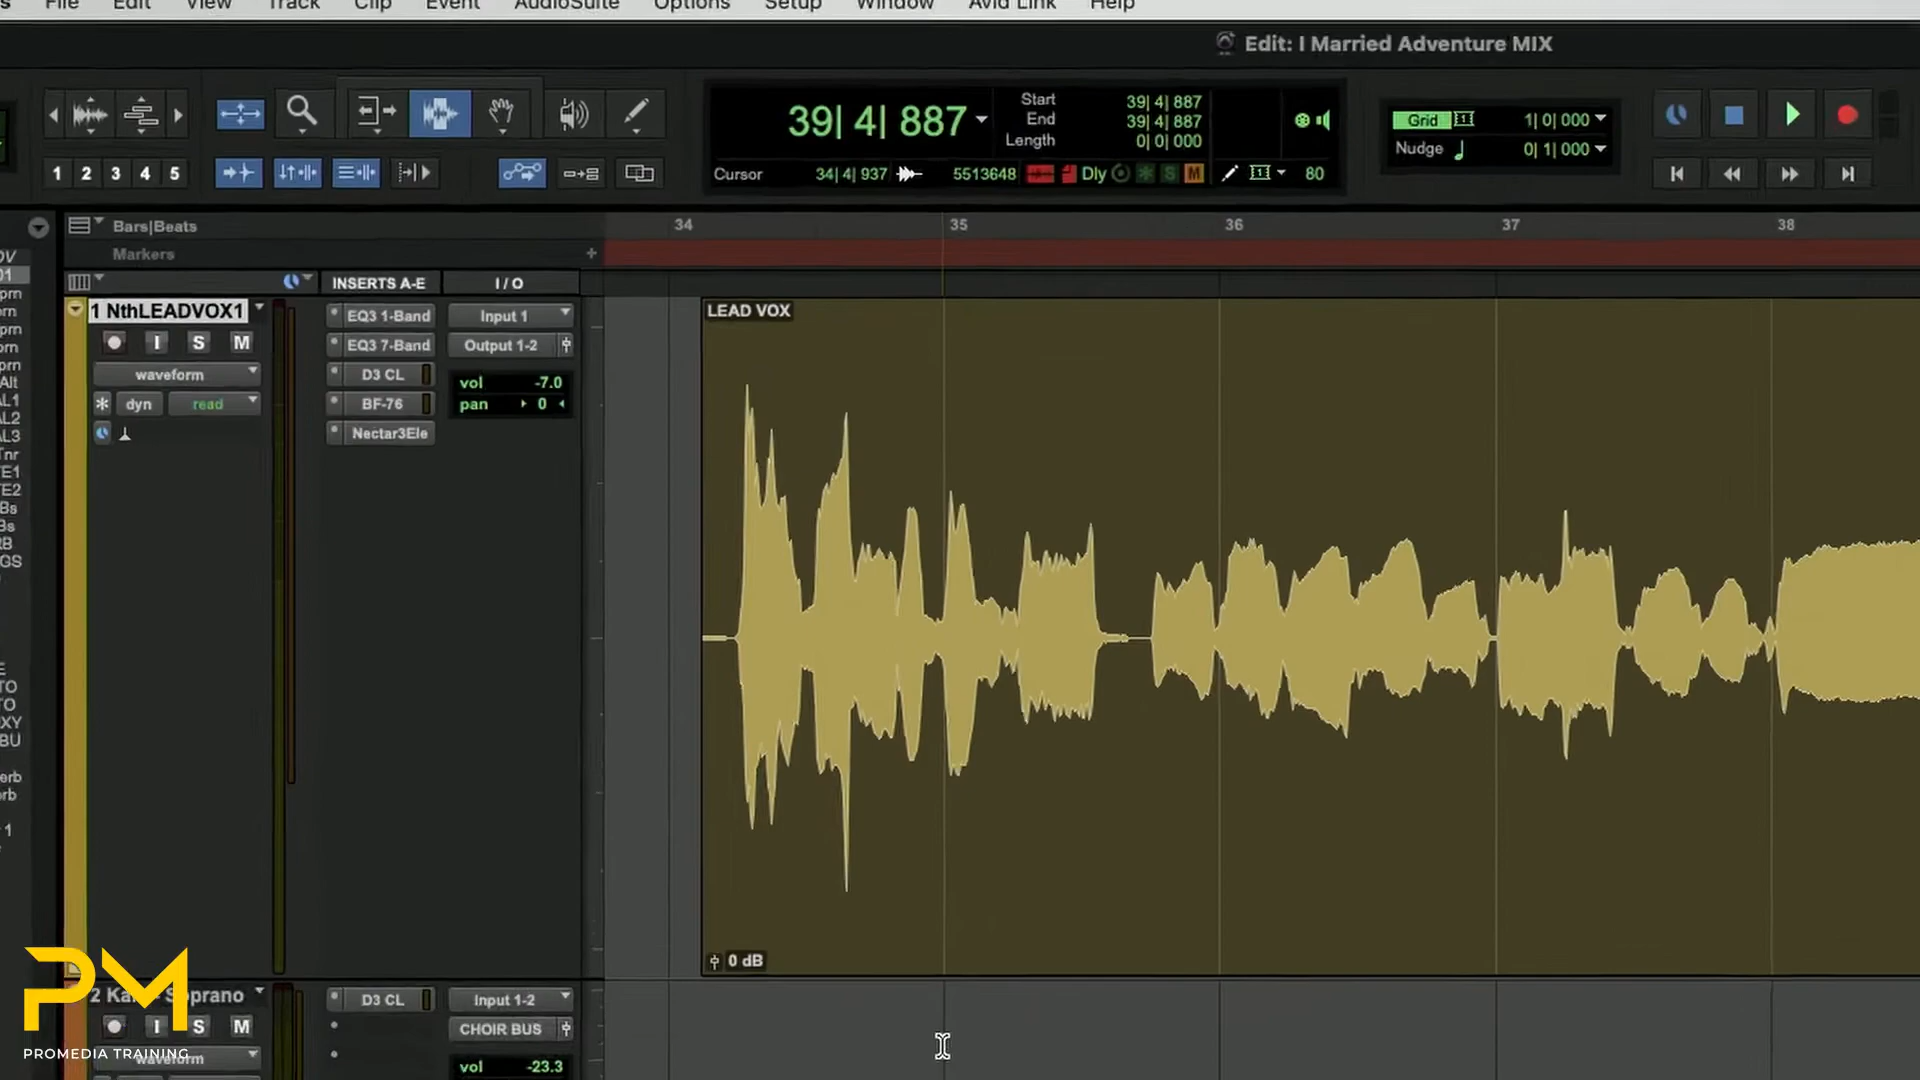 File Edit View Track Clip Event AudioSuite Options Setup Window Avid Link Help
Edit: I Married Adventure MIX
39| 4| 887
Start 39| 4| 887
End 39| 4| 887
Length 0| 0| 000
Grid 1| 0| 000
Nudge 0| 1| 000
1 2 3 4 5
Cursor 34| 4| 937 5513648 Dly S M 80
Bars|Beats 34 35 36 37 38
Markers
INSERTS A-E I / O
1 NthLEADVOX1
I S M
waveform
dyn read
EQ3 1-Band
EQ3 7-Band
D3 CL
BF-76
Nectar3Ele
Input 1
Output 1-2
vol -7.0
pan 0
LEAD VOX
0 dB
Soprano
I S M
waveform
D3 CL
Input 1-2
CHOIR BUS
vol -23.3
PM
PROMEDIA TRAINING